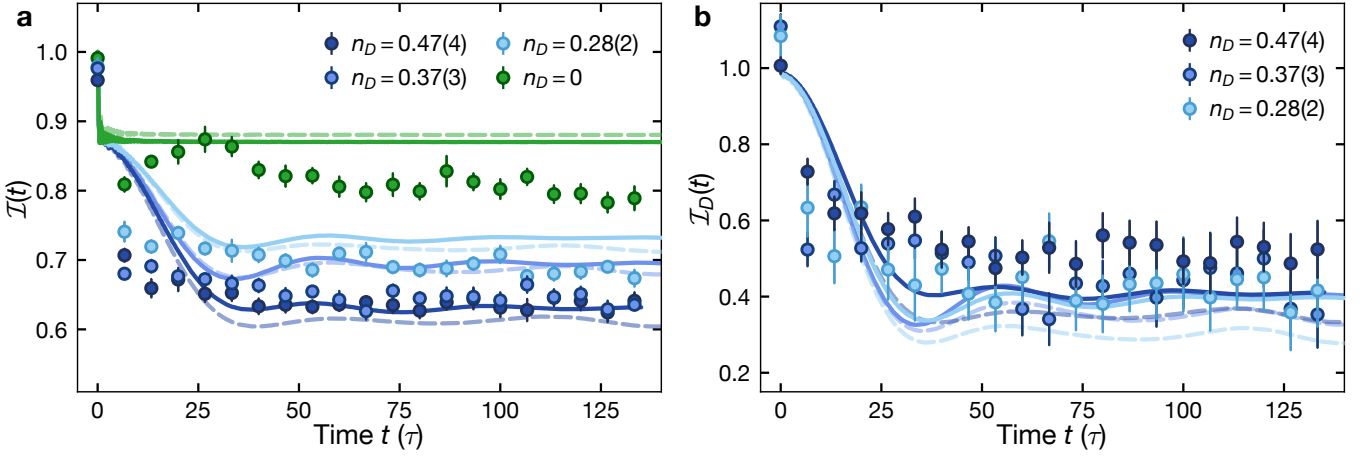 a
n_D = 0.47(4)
n_D = 0.37(3)
n_D = 0.28(2)
n_D = 0
ℐ(t)
1.0
0.9
0.8
0.7
0.6
0
25
50
75
100
125
Time t (τ)
b
n_D = 0.47(4)
n_D = 0.37(3)
n_D = 0.28(2)
ℐ_D(t)
1.0
0.8
0.6
0.4
0.2
0
25
50
75
100
125
Time t (τ)